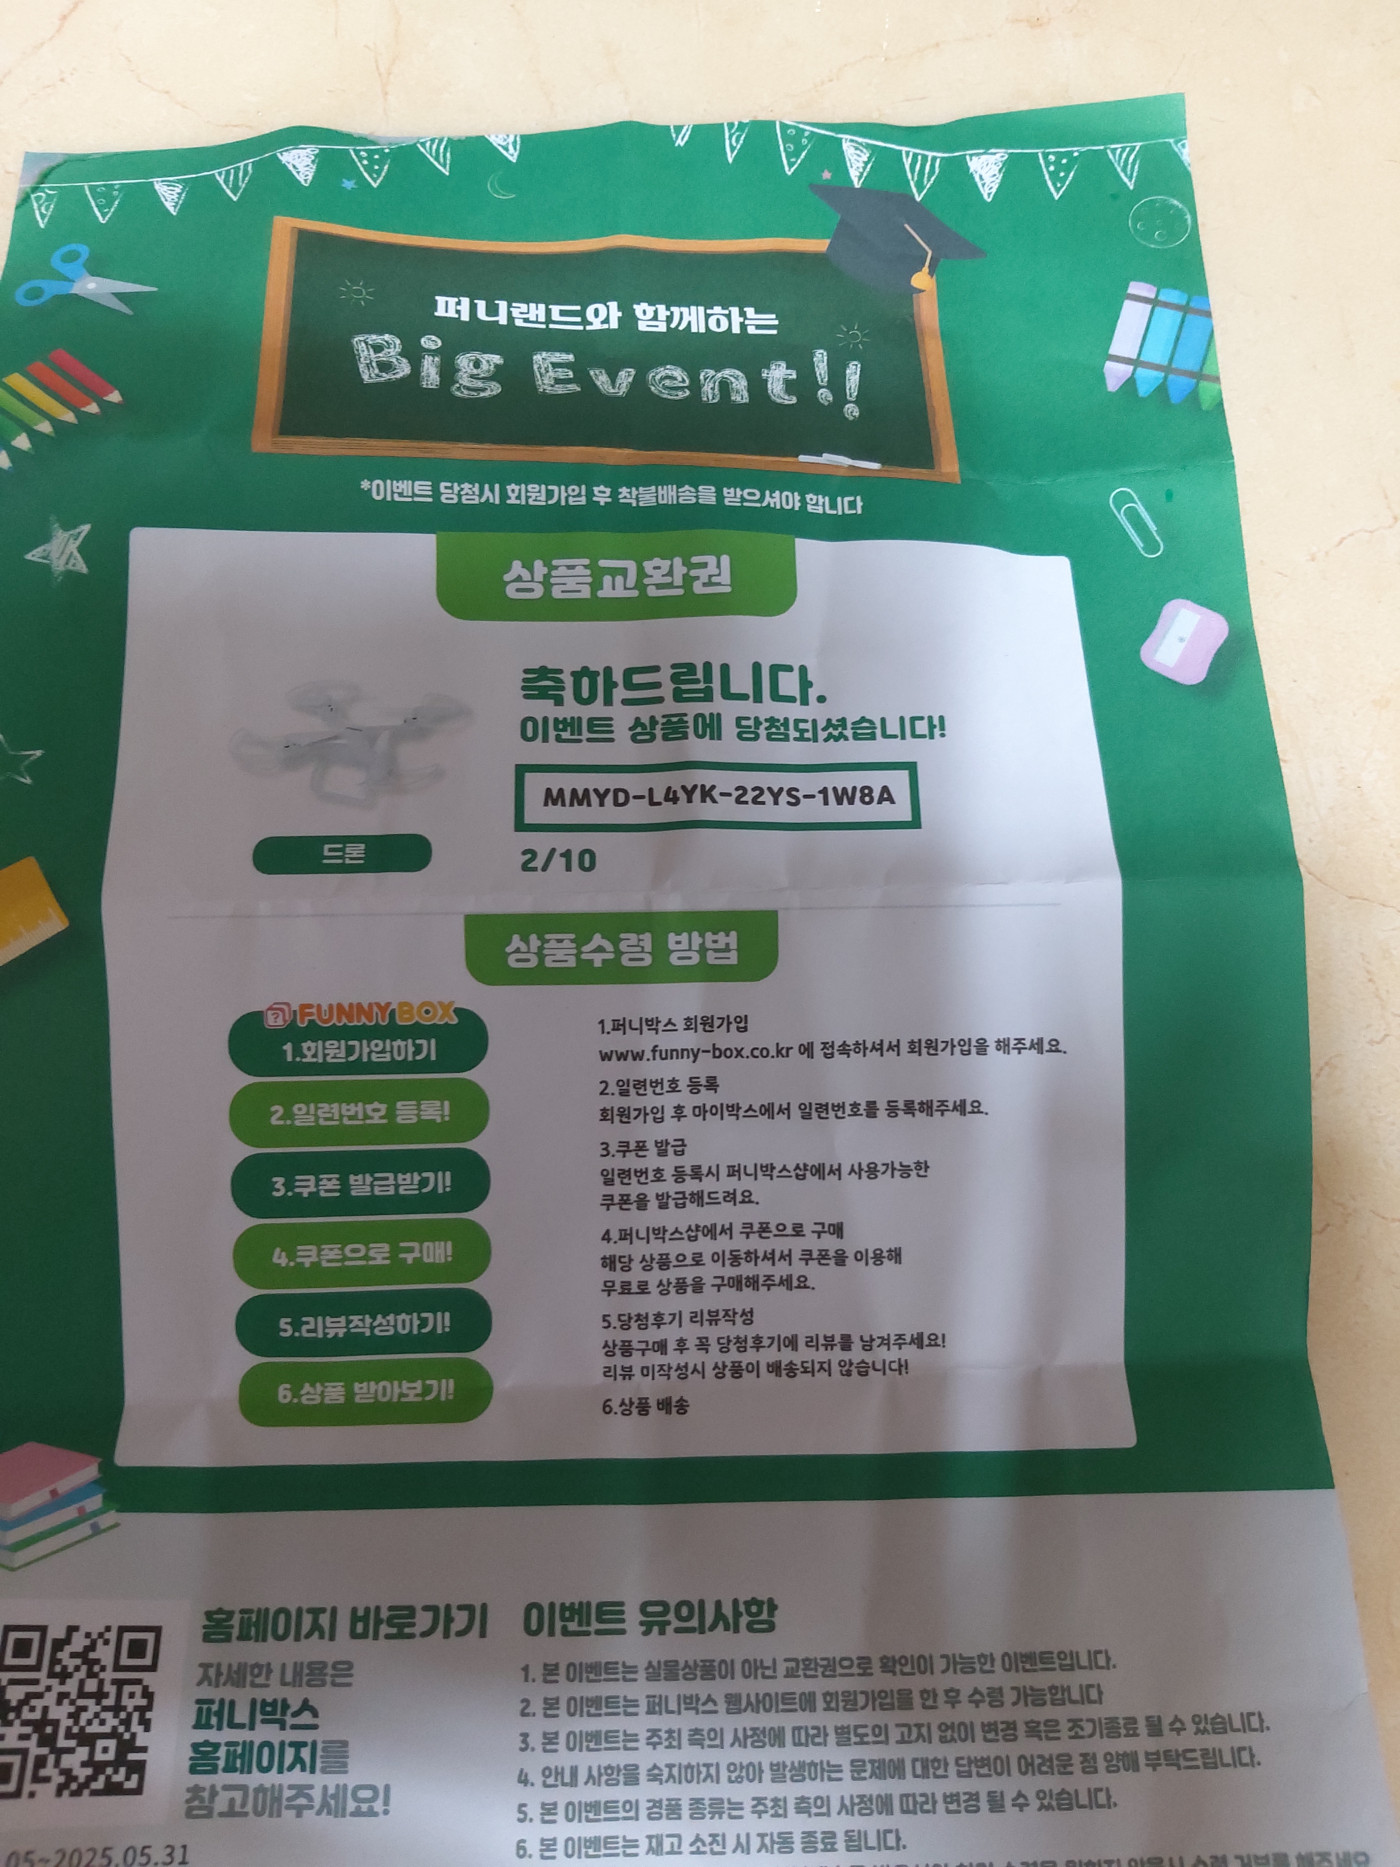 퍼니랜드와 함께하는
Big Event!!
*이벤트 당첨시 회원가입 후 착불배송을 받으셔야 합니다
상품교환권
축하드립니다.
이벤트 상품에 당첨되셨습니다!
MMYD-L4YK-22YS-1W8A
드론
2/10
상품수령 방법
FUNNY BOX
1.회원가입하기
2.일련번호 등록!
3.쿠폰 발급받기!
4.쿠폰으로 구매!
5.리뷰작성하기!
6.상품 받아보기!
1.퍼니박스 회원가입
www.funny-box.co.kr 에 접속하셔서 회원가입을 해주세요.
2.일련번호 등록
회원가입 후 마이박스에서 일련번호를 등록해주세요.
3.쿠폰 발급
일련번호 등록시 퍼니박스샵에서 사용가능한
쿠폰을 발급해드려요.
4.퍼니박스샵에서 쿠폰으로 구매
해당 상품으로 이동하셔서 쿠폰을 이용해
무료로 상품을 구매해주세요.
5.당첨후기 리뷰작성
상품구매 후 꼭 당첨후기에 리뷰를 남겨주세요!
리뷰 미작성시 상품이 배송되지 않습니다!
6.상품 배송
홈페이지 바로가기
자세한 내용은
퍼니박스
홈페이지를
참고해주세요!
05~2025.05.31
이벤트 유의사항
1. 본 이벤트는 실물상품이 아닌 교환권으로 확인이 가능한 이벤트입니다.
2. 본 이벤트는 퍼니박스 웹사이트에 회원가입을 한 후 수령 가능합니다
3. 본 이벤트는 주최 측의 사정에 따라 별도의 고지 없이 변경 혹은 조기종료 될 수 있습니다.
4. 안내 사항을 숙지하지 않아 발생하는 문제에 대한 답변이 어려운 점 양해 부탁드립니다.
5. 본 이벤트의 경품 종류는 주최 측의 사정에 따라 변경 될 수 있습니다.
6. 본 이벤트는 재고 소진 시 자동 종료 됩니다.